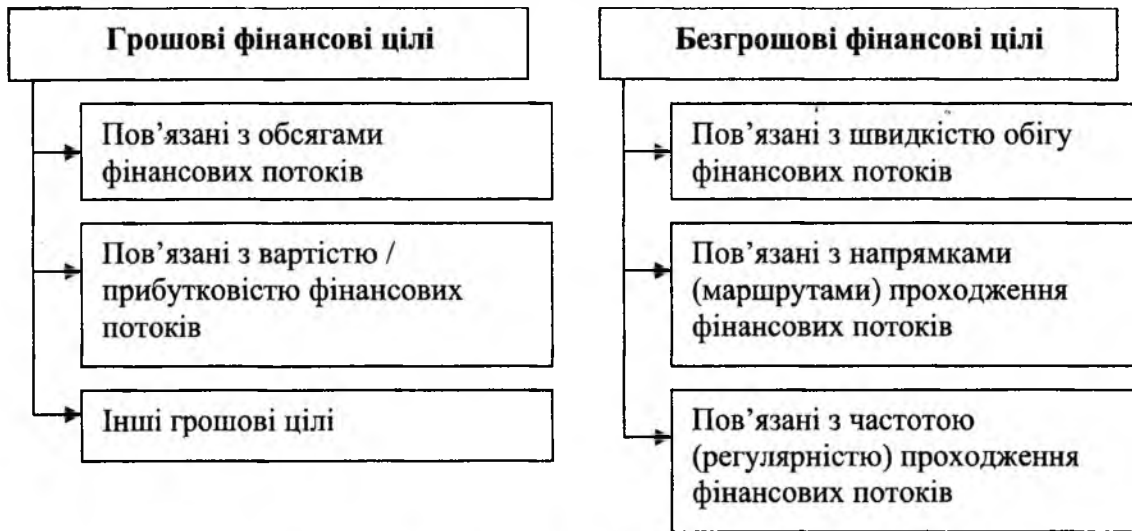 Грошові фінансові цілі
Пов’язані з обсягами
фінансових потоків
Пов’язані з вартістю /
прибутковістю фінансових
потоків
Інші грошові цілі
Безгрошові фінансові цілі
Пов’язані з швидкістю обігу
фінансових потоків
Пов’язані з напрямками
(маршрутами) проходження
фінансових потоків
Пов’язані з частотою
(регулярністю) проходження
фінансових потоків